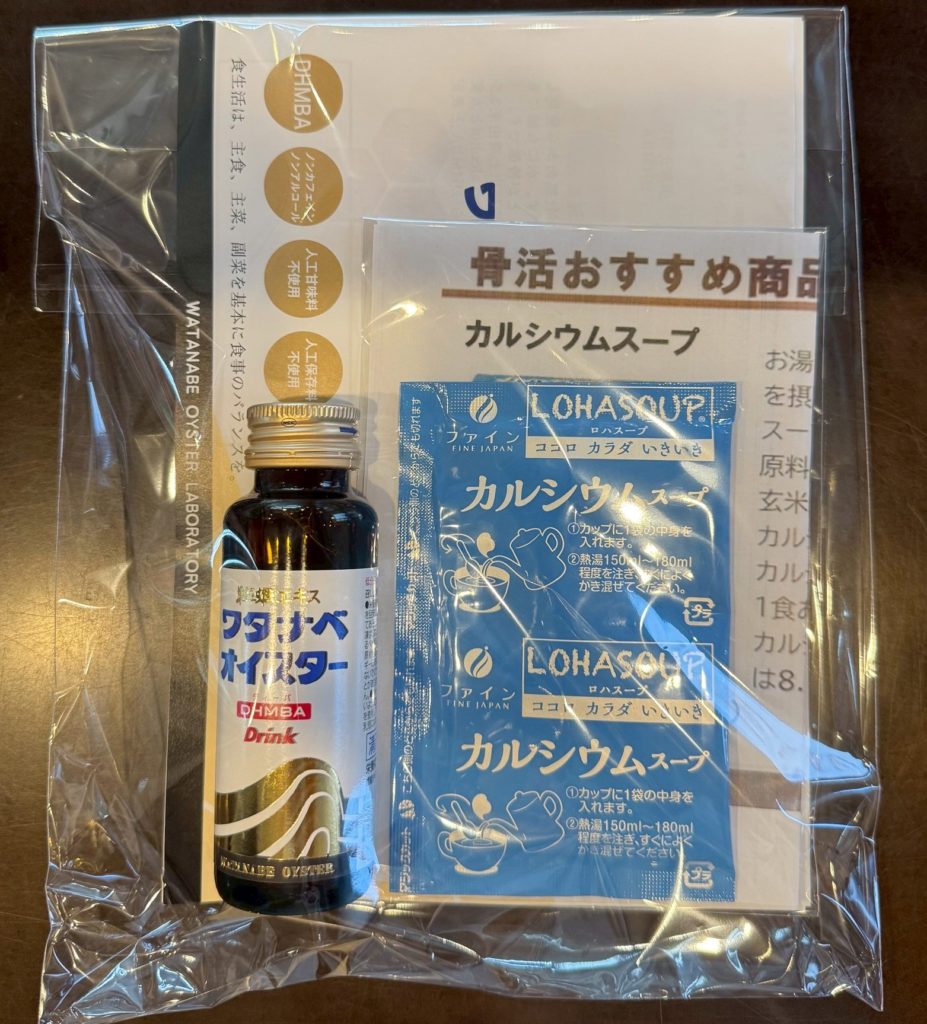 DHMBA
ノンカフェイン
ノンアルコール
人工甘味料
不使用
人工保存料
不使用
食生活は、主食、主菜、副菜を基本に食事のバランスを。
WATANABE OYSTER LABORATORY
ワ
骨活おすすめ商品
カルシウムスープ
お湯
を摂
スー
原料
玄米
カル
カル
1食あ
カル
は8.
ファイン
FINE JAPAN
LOHASOUP
ロハスープ
ココロ カラダ いきいき
カルシウムスープ
①カップに1袋の中身を
入れます。
②熱湯150ml～180ml
程度を注ぎ、すぐによく
かき混ぜてください。
プラ
ファイン
FINE JAPAN
LOHASOUP
ロハスープ
ココロ カラダ いきいき
カルシウムスープ
①カップに1袋の中身を
入れます。
②熱湯150ml～180ml
程度を注ぎ、すぐによく
かき混ぜてください。
プラ
エキス
ワタナベ
オイスター
DHMBA
Drink
WATANABE OYSTER